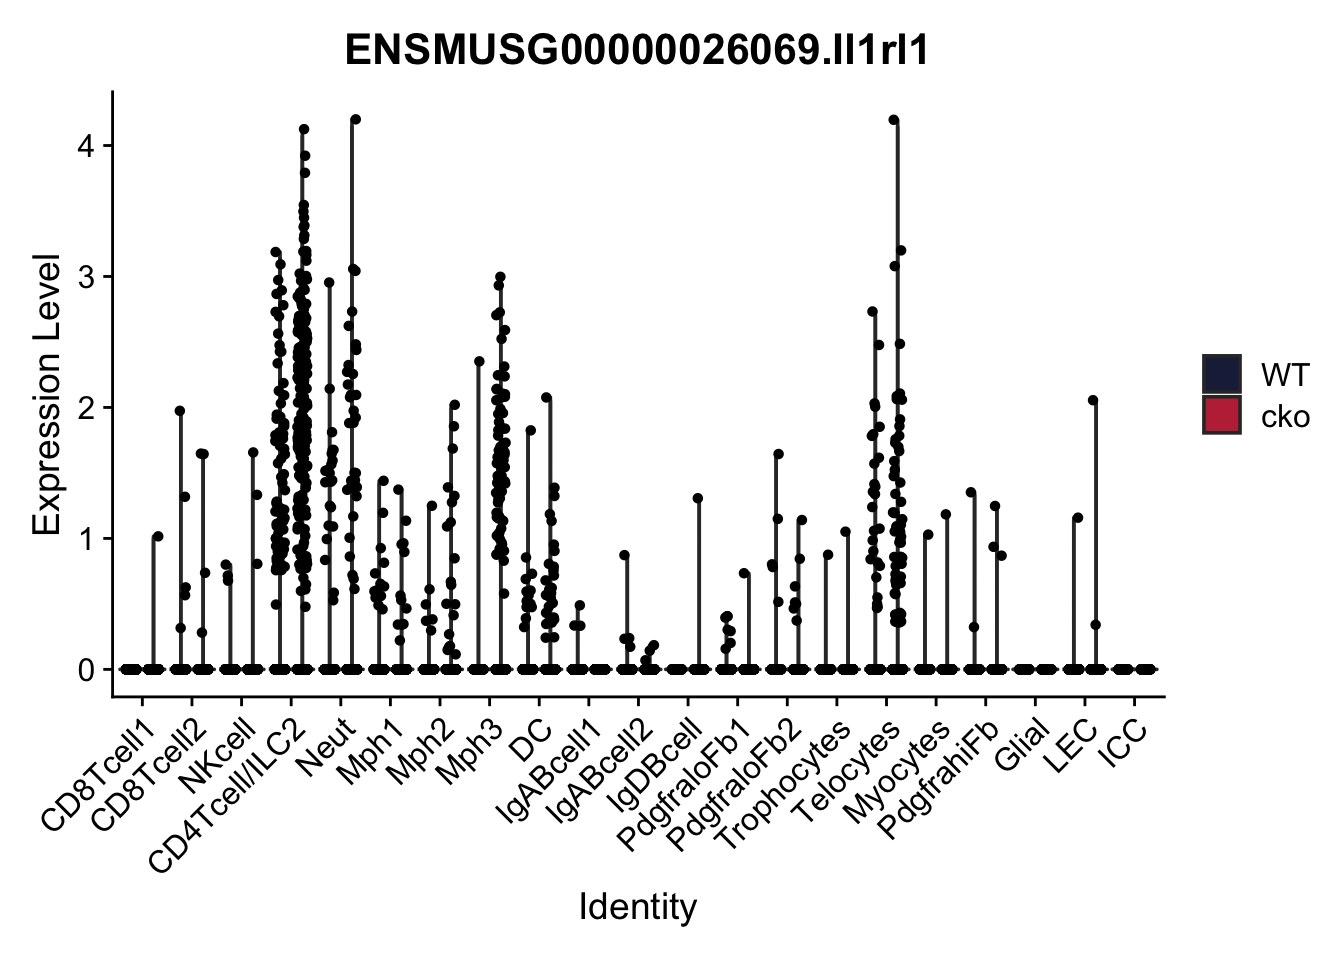 ENSMUSG00000026069.Il1rl1
Expression Level
4
3
2
1
0
WT
cko
CD8Tcell1
CD8Tcell2
NKcell
CD4Tcell/ILC2
Neut
Mph1
Mph2
Mph3
DC
IgABcell1
IgABcell2
IgDBcell
PdgfraloFb1
PdgfraloFb2
Trophocytes
Telocytes
Myocytes
PdgfrahiFb
Glial
LEC
ICC
Identity